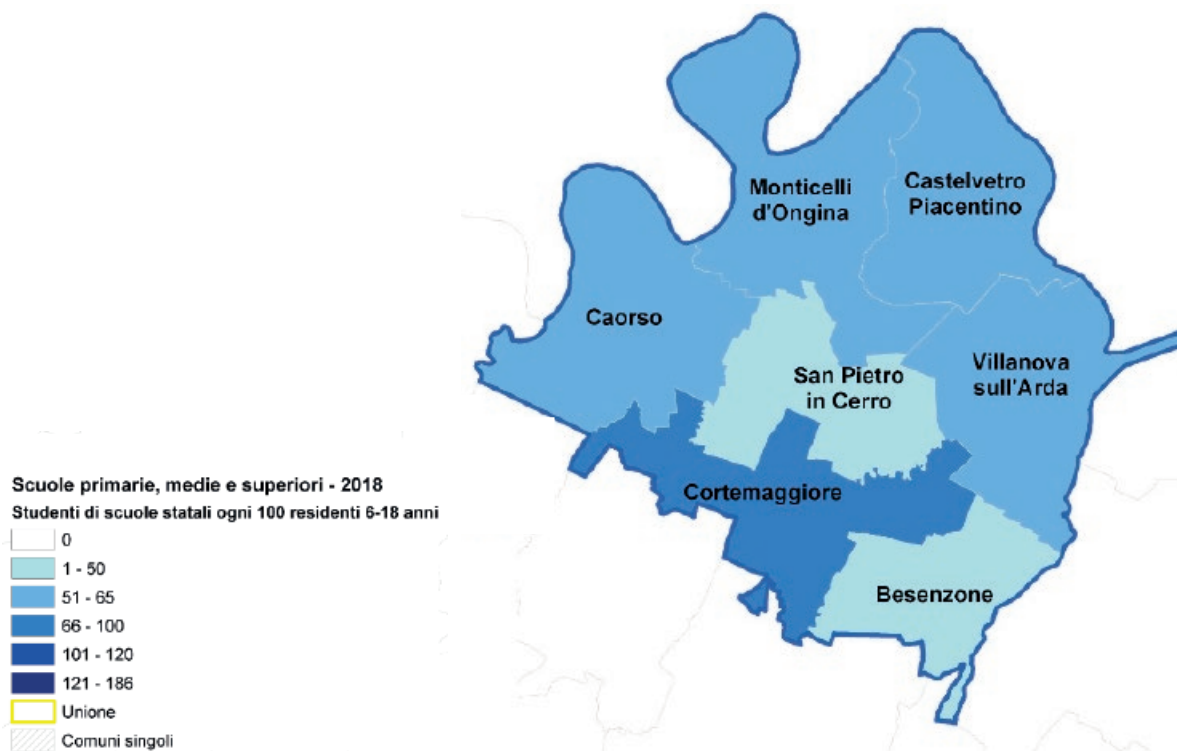 Monticelli
d'Ongina
Castelvetro
Piacentino
Caorso
San Pietro
in Cerro
Villanova
sull'Arda
Cortemaggiore
Besenzone
Scuole primarie, medie e superiori - 2018
Studenti di scuole statali ogni 100 residenti 6-18 anni
0
1 - 50
51 - 65
66 - 100
101 - 120
121 - 186
Unione
Comuni singoli